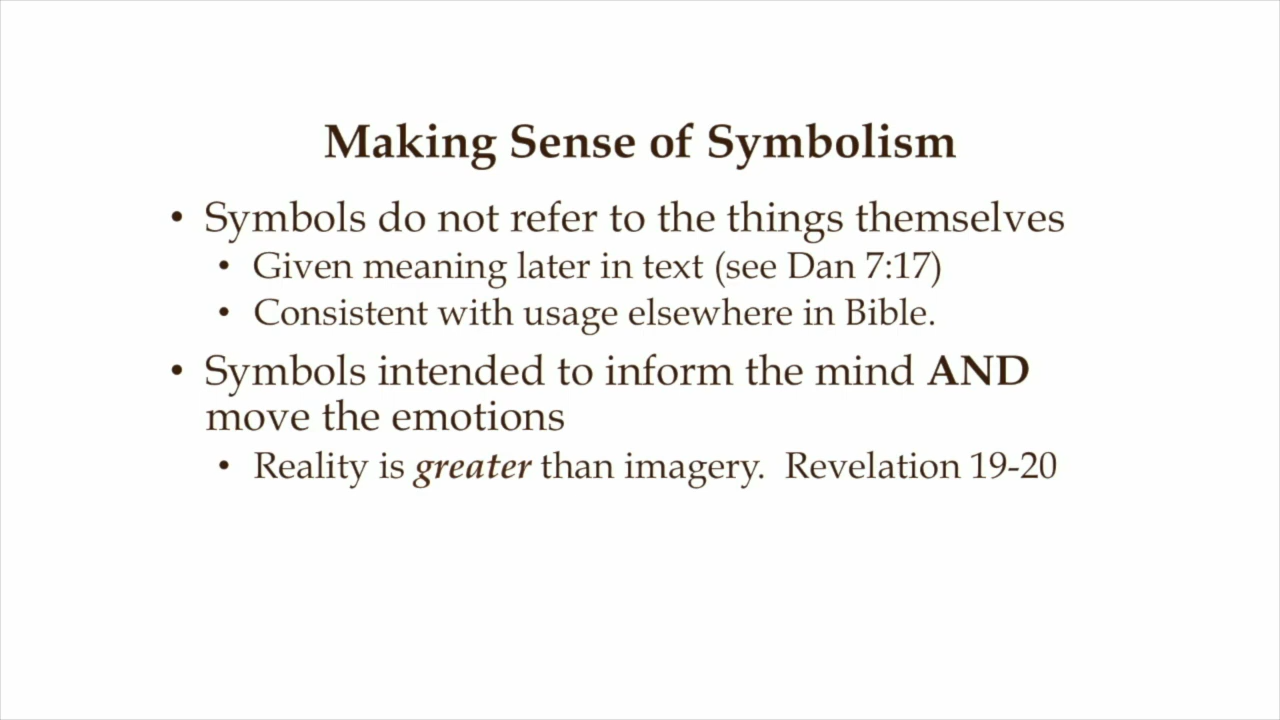 Making Sense of Symbolism
• Symbols do not refer to the things themselves
• Given meaning later in text (see Dan 7:17)
• Consistent with usage elsewhere in Bible.
• Symbols intended to inform the mind AND
move the emotions
• Reality is greater than imagery.  Revelation 19-20